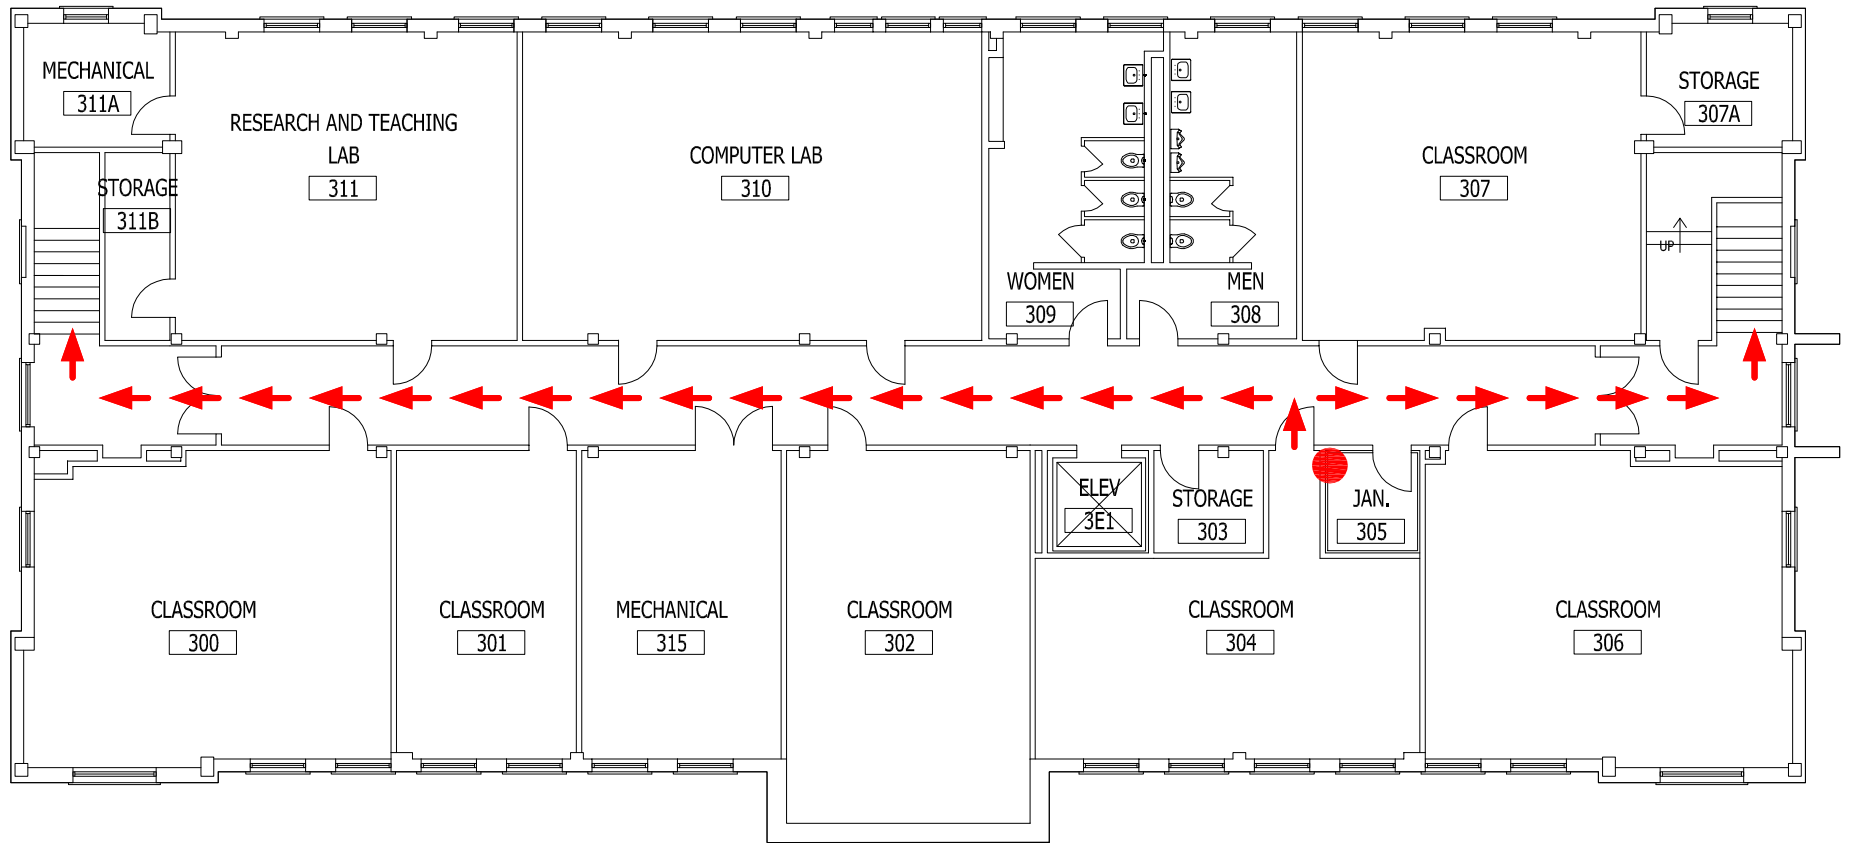 MECHANICAL
311A
STORAGE
311B
RESEARCH AND TEACHING
LAB
311
COMPUTER LAB
310
WOMEN
309
MEN
308
CLASSROOM
307
STORAGE
307A
UP
CLASSROOM
300
CLASSROOM
301
MECHANICAL
315
CLASSROOM
302
ELEV
3E1
STORAGE
303
CLASSROOM
304
JAN.
305
CLASSROOM
306